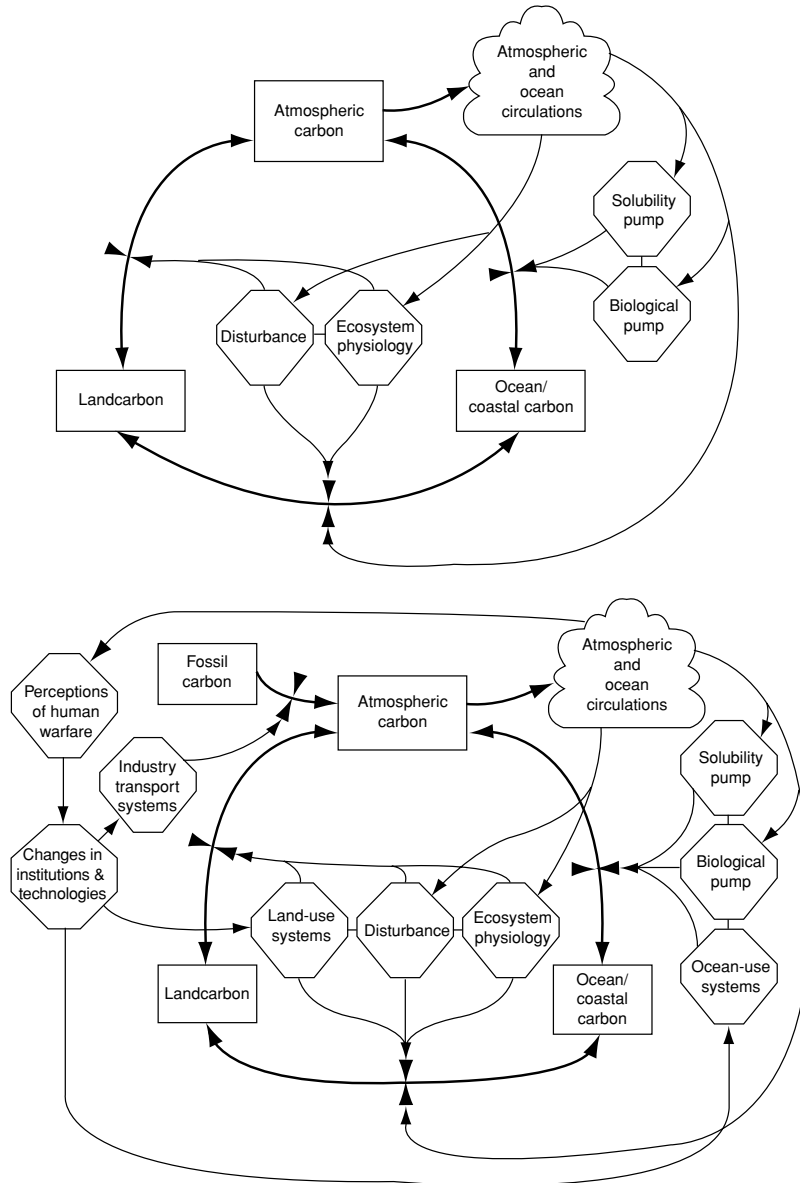 Atmospheric
and
ocean
circulations
Atmospheric
carbon
Solubility
pump
Biological
pump
Disturbance
Ecosystem
physiology
Landcarbon
Ocean/
coastal carbon
Atmospheric
and
ocean
circulations
Fossil
carbon
Perceptions
of human
warfare
Atmospheric
carbon
Industry
transport
systems
Solubility
pump
Changes in
institutions &
technologies
Biological
pump
Land-use
systems
Disturbance
Ecosystem
physiology
Ocean-use
systems
Landcarbon
Ocean/
coastal
carbon